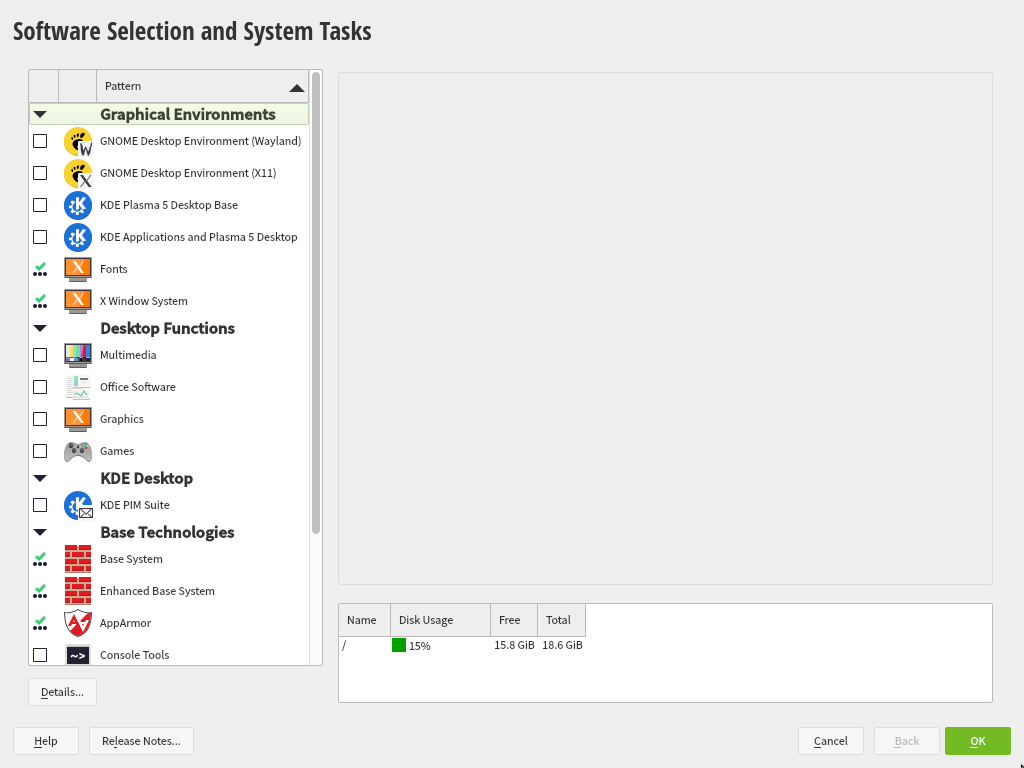 Software Selection and System Tasks
Pattern
Graphical Environments
GNOME Desktop Environment (Wayland)
GNOME Desktop Environment (X11)
KDE Plasma 5 Desktop Base
KDE Applications and Plasma 5 Desktop
Fonts
X Window System
Desktop Functions
Multimedia
Office Software
Graphics
Games
KDE Desktop
KDE PIM Suite
Base Technologies
Base System
Enhanced Base System
AppArmor
Console Tools
Name Disk Usage Free Total
/ 15% 15.8 GiB 18.6 GiB
Details...
Help Release Notes... Cancel Back OK